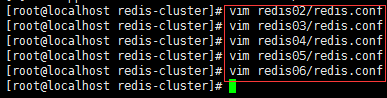 [root@localhost redis-cluster]# vim redis02/redis.conf
[root@localhost redis-cluster]# vim redis03/redis.conf
[root@localhost redis-cluster]# vim redis04/redis.conf
[root@localhost redis-cluster]# vim redis05/redis.conf
[root@localhost redis-cluster]# vim redis06/redis.conf
[root@localhost redis-cluster]#